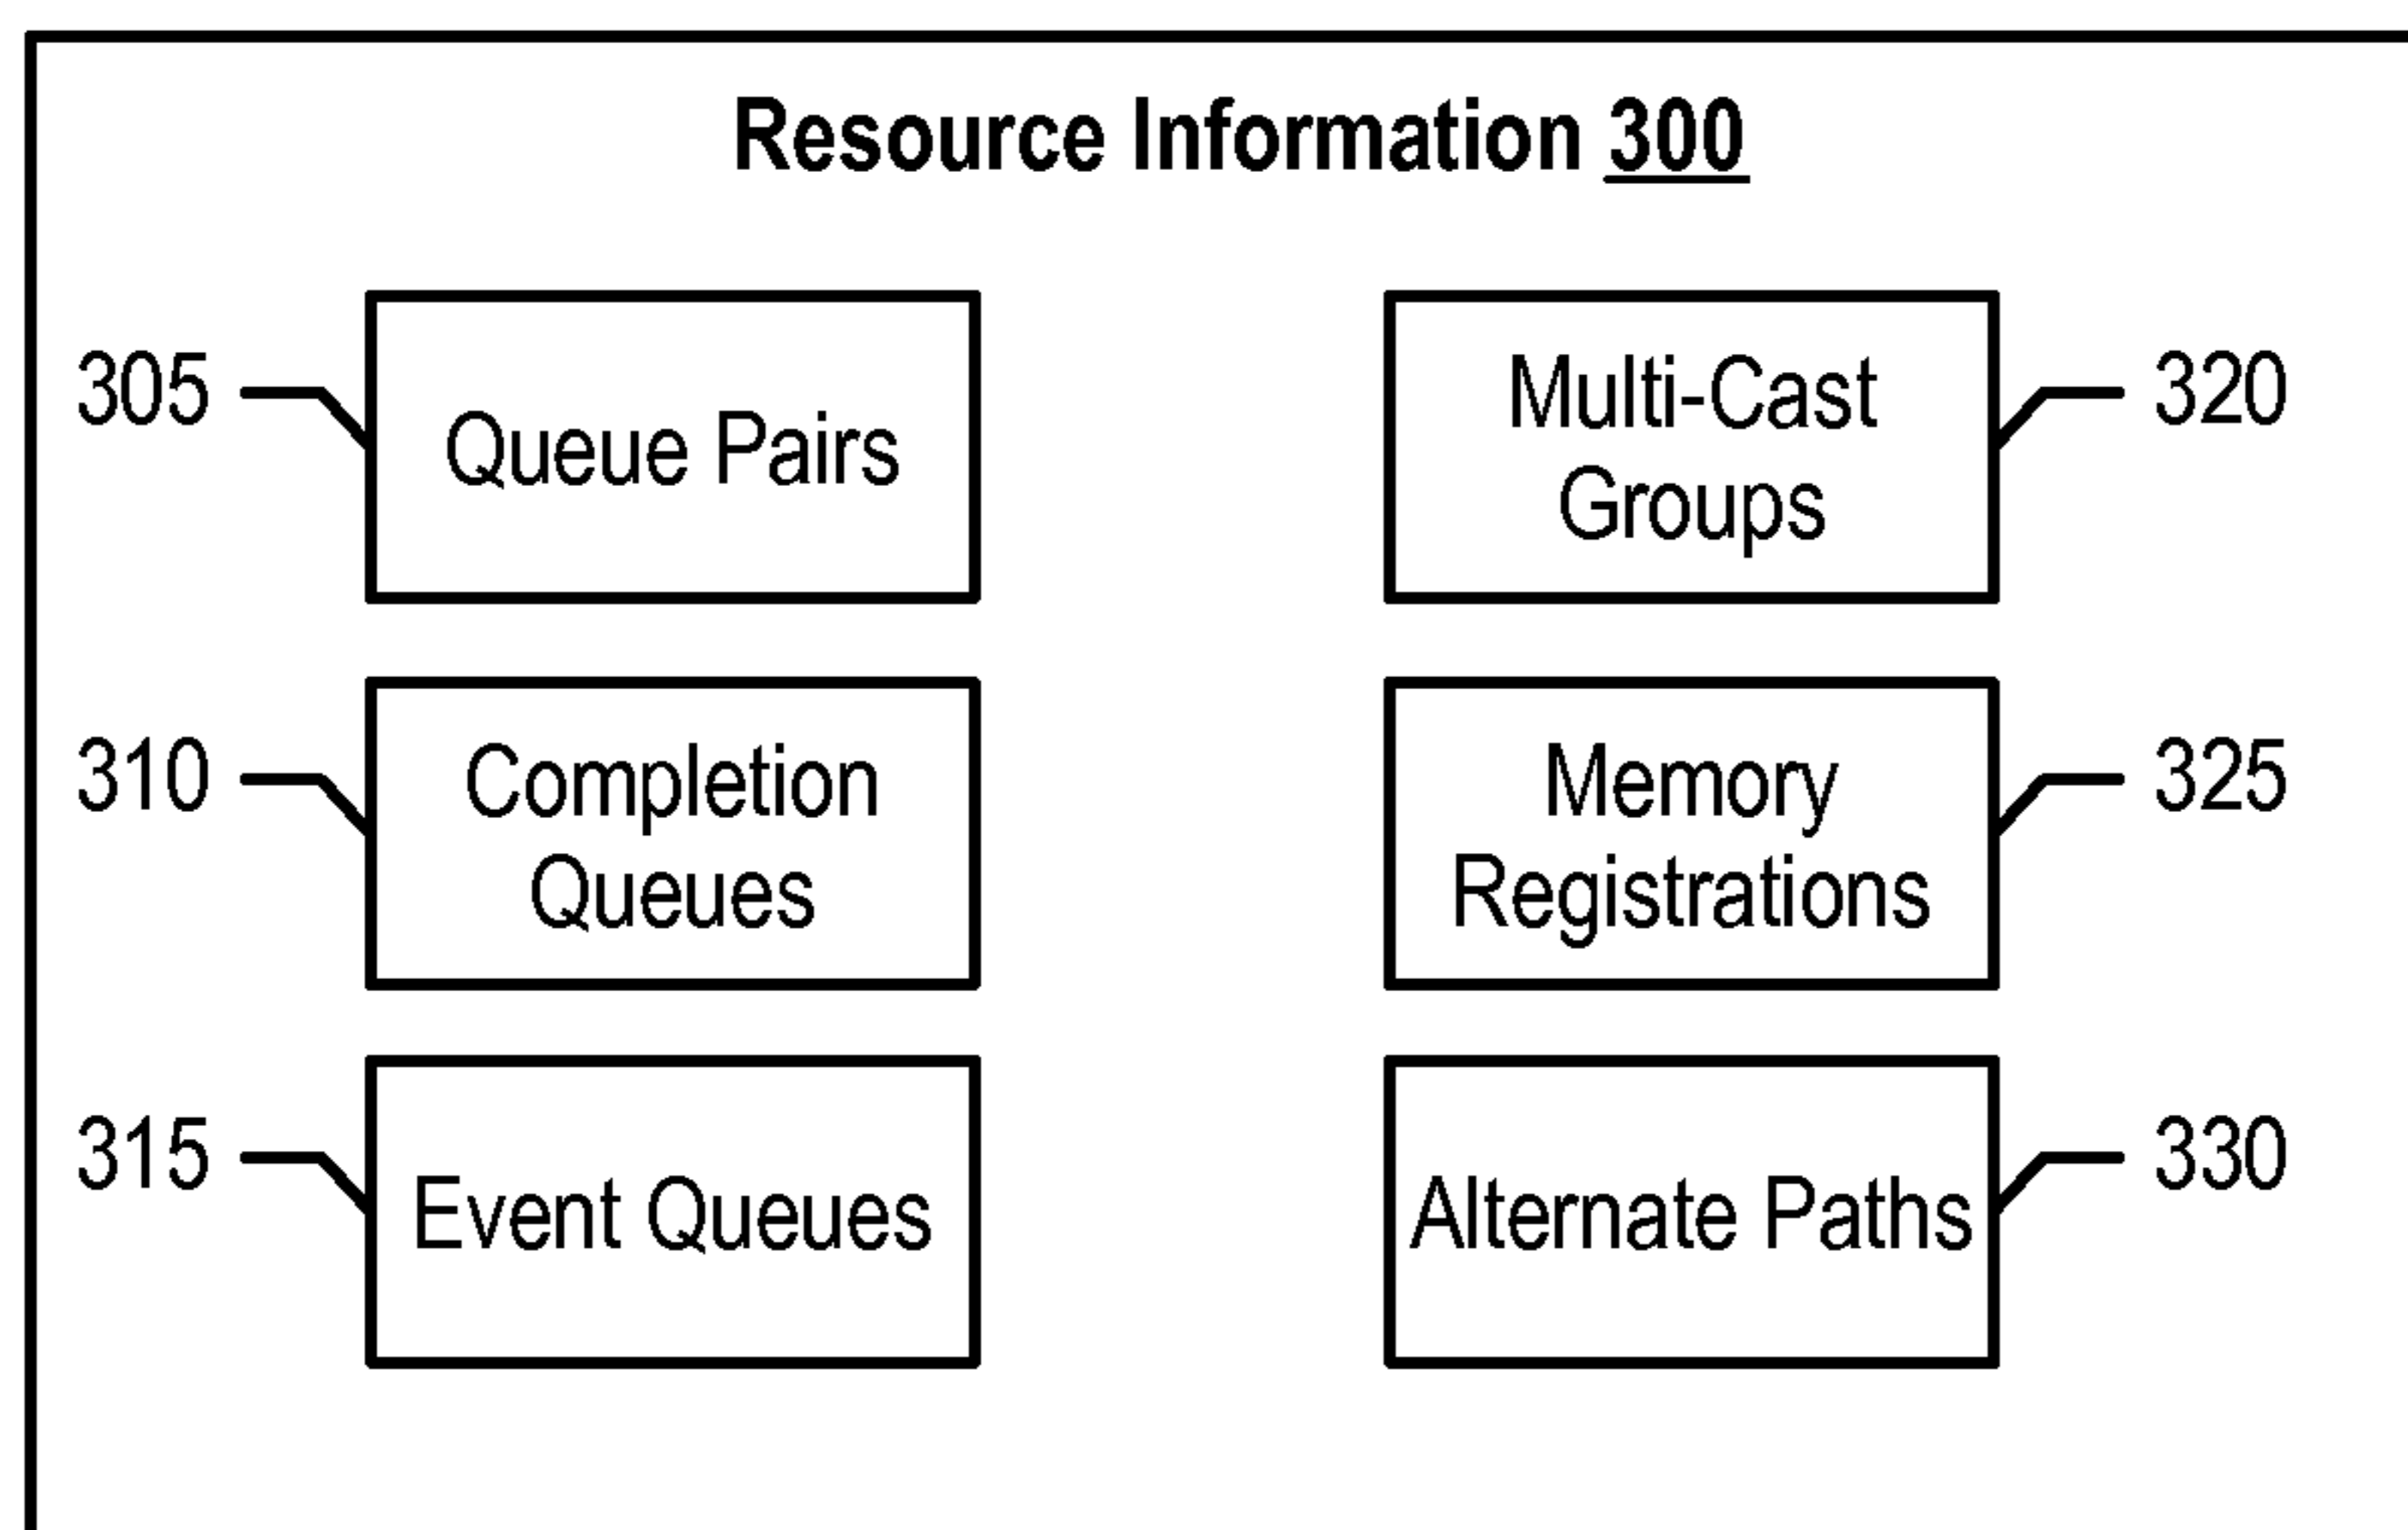 Resource Information 300
305
Queue Pairs
Multi-Cast
Groups
320
310
Completion
Queues
Memory
Registrations
325
315
Event Queues
Alternate Paths
330